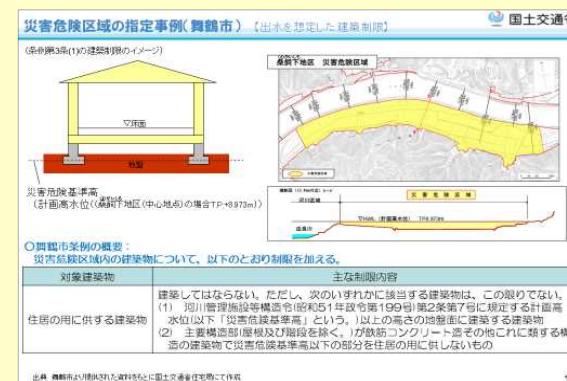 災害危険区域の指定事例(舞鶴市)【出水を想定した建築制限】
国土交通省
(条例第3条(1)の建築制限のイメージ)
桑飼下地区 災害危険区域
▽床面
地盤
災害危険基準高
(計画高水位((桑飼下地区(中心地点)の場合T.P.+8.973m))
災害危険区域
河川区域
▽H.W.L(計画高水位)
由良川
○舞鶴市条例の概要:
災害危険区域内の建築物について、以下のとおり制限を加える。
対象建築物
主な制限内容
住居の用に供する建築物
建築してはならない。ただし、次のいずれかに該当する建築物は、この限りでない。
(1) 河川管理施設等構造令(昭和51年政令第199号)第2条第7号に規定する計画高
水位(以下「災害危険基準高」という。)以上の高さの地盤面に建築する建築物
(2) 主要構造部(屋根及び階段を除く。)が鉄筋コンクリート造その他これに類する構
造の建築物で災害危険基準高以下の部分を住居の用に供しないもの
出典 舞鶴市より提供された資料をもとに国土交通省住宅局にて作成